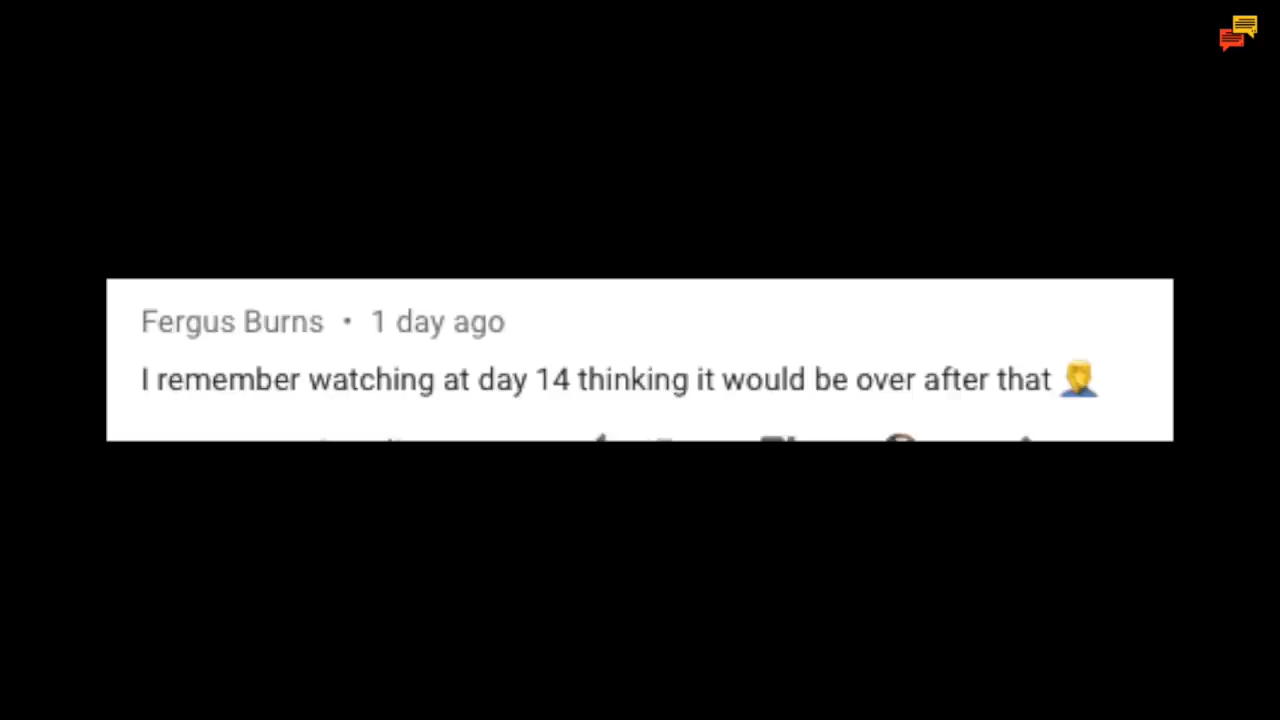 Fergus Burns • 1 day ago
I remember watching at day 14 thinking it would be over after that 🤦‍♂️